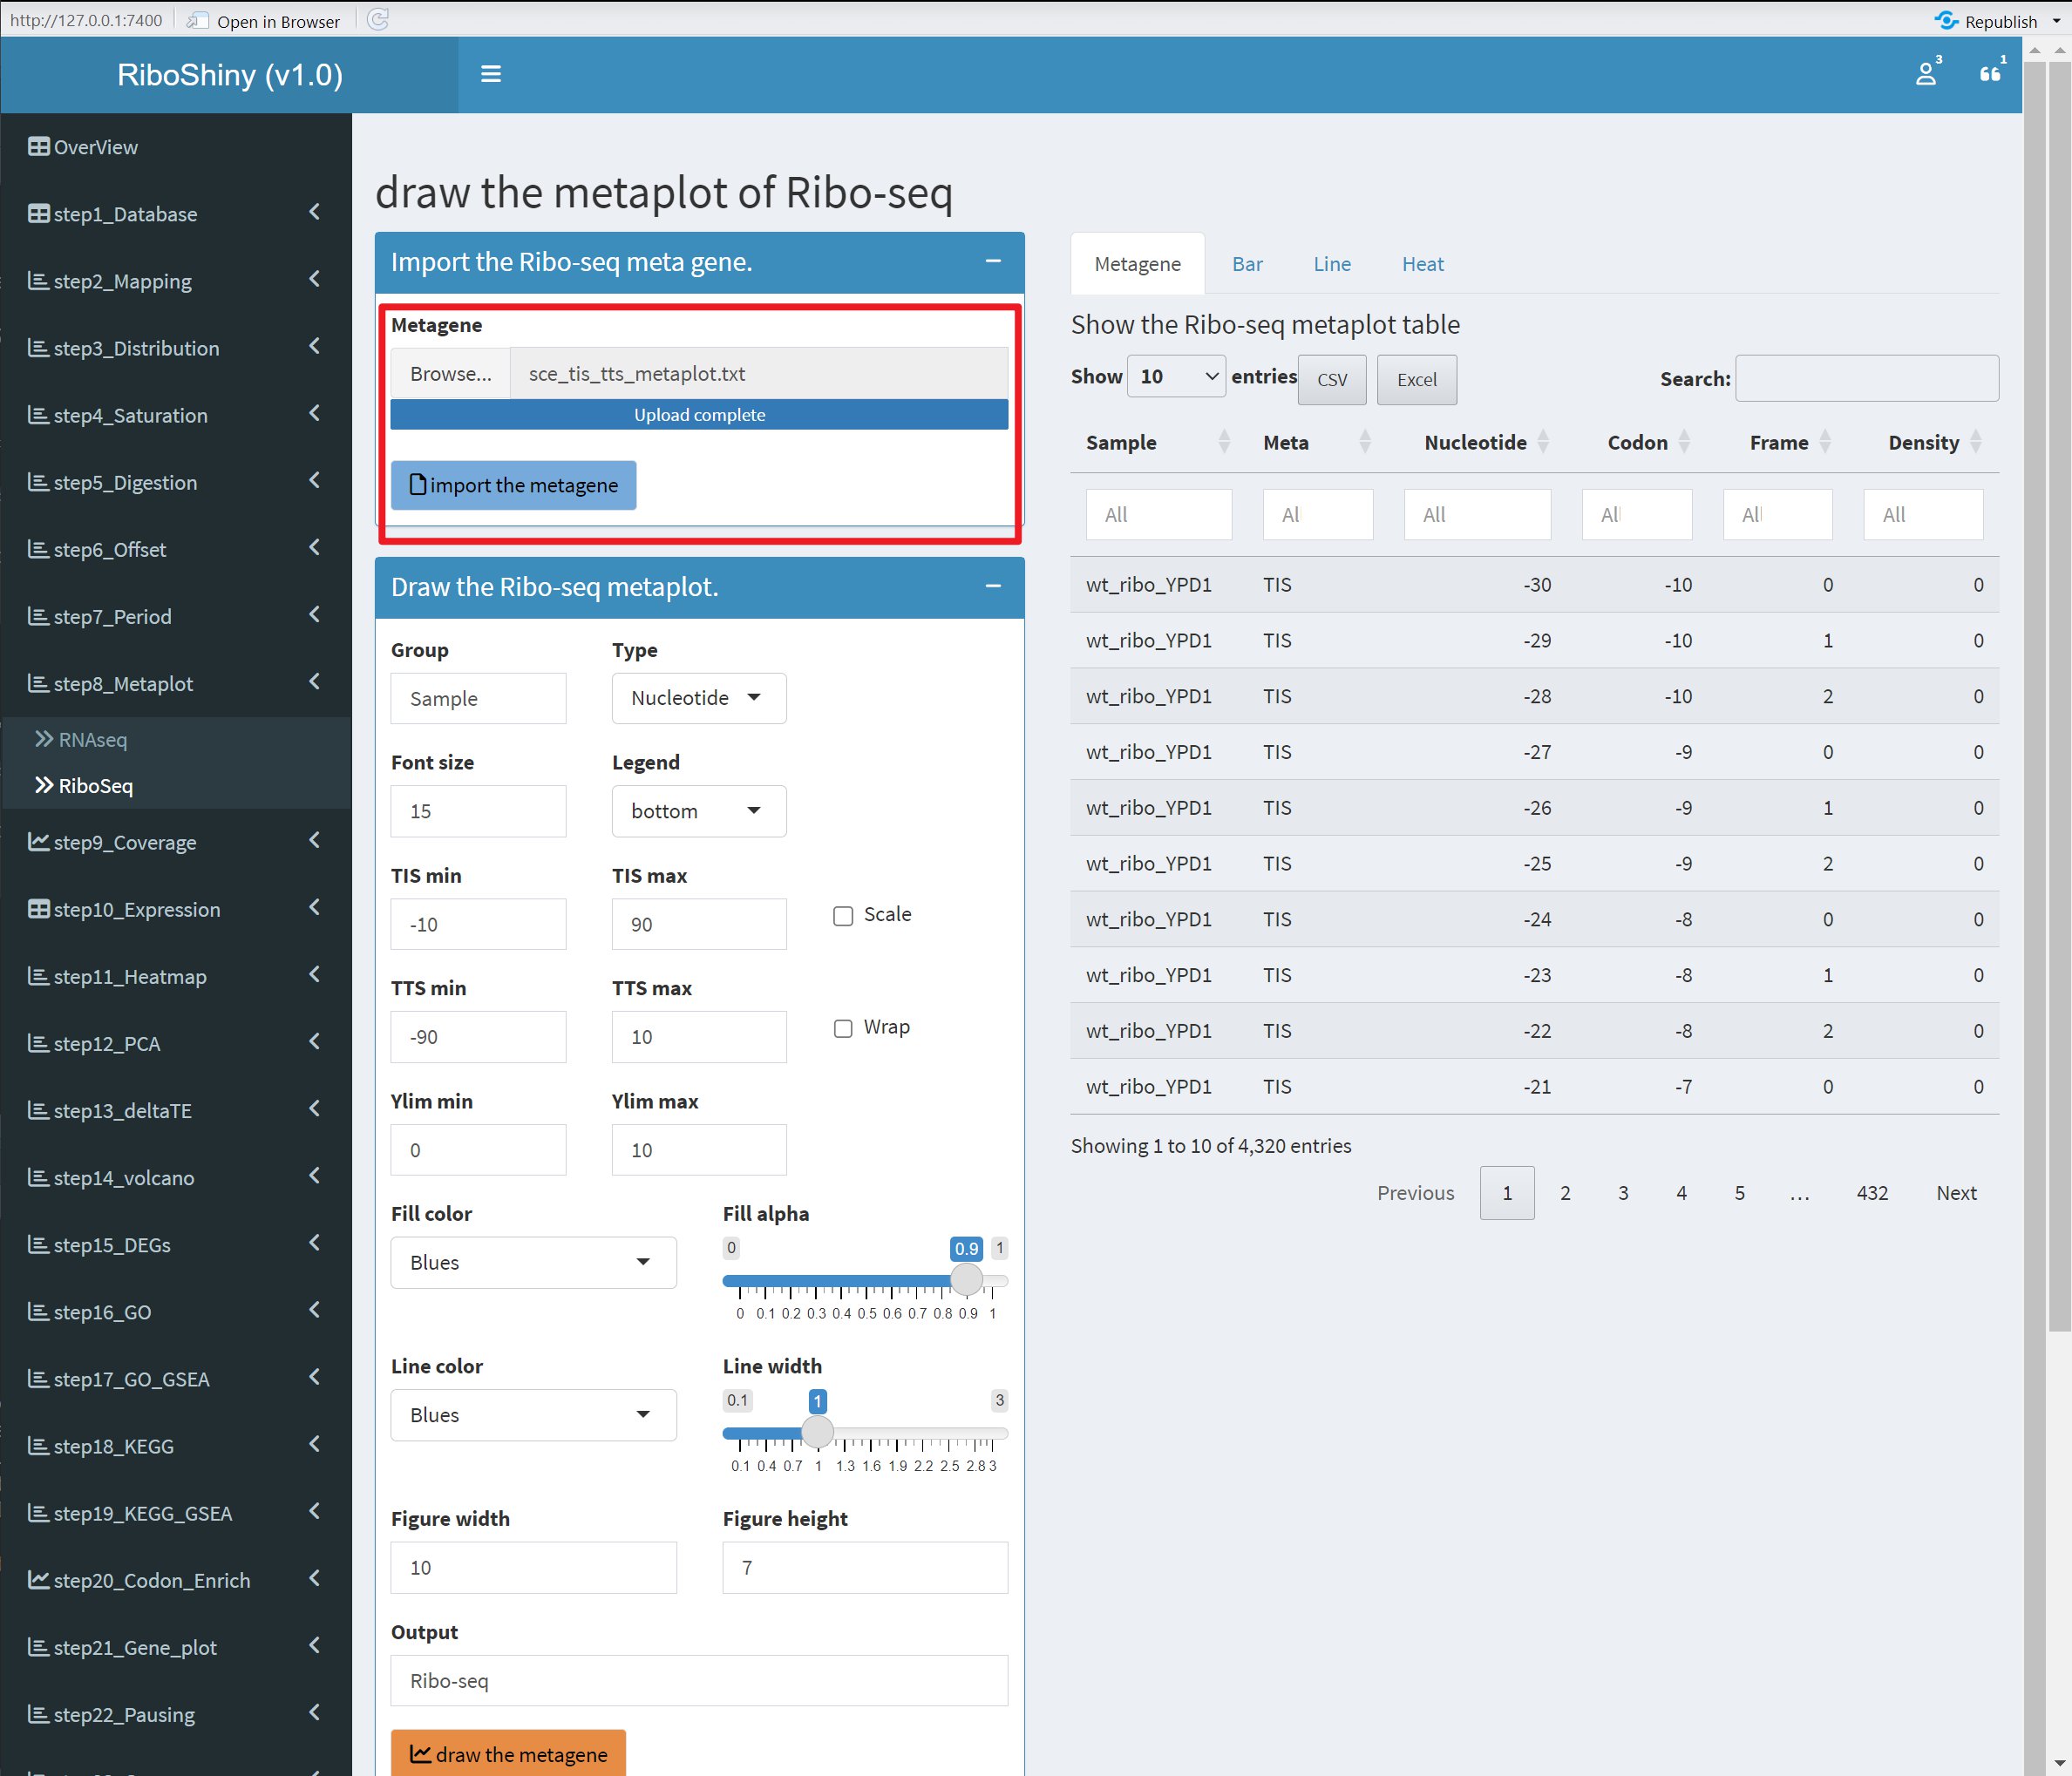 http://127.0.0.1:7400 Open in Browser Republish
RiboShiny (v1.0) 3 1
OverView
step1_Database
step2_Mapping
step3_Distribution
step4_Saturation
step5_Digestion
step6_Offset
step7_Period
step8_Metaplot
RNAseq
RiboSeq
step9_Coverage
step10_Expression
step11_Heatmap
step12_PCA
step13_deltaTE
step14_volcano
step15_DEGs
step16_GO
step17_GO_GSEA
step18_KEGG
step19_KEGG_GSEA
step20_Codon_Enrich
step21_Gene_plot
step22_Pausing
draw the metaplot of Ribo-seq
Import the Ribo-seq meta gene.
Metagene
Browse... sce_tis_tts_metaplot.txt
Upload complete
import the metagene
Draw the Ribo-seq metaplot.
Group Type
Sample Nucleotide
Font size Legend
15 bottom
TIS min TIS max
-10 90 Scale
TTS min TTS max
-90 10 Wrap
Ylim min Ylim max
0 10
Fill color Fill alpha
Blues 0 0.9 1
0 0.1 0.2 0.3 0.4 0.5 0.6 0.7 0.8 0.9 1
Line color Line width
Blues 0.1 1 3
0.1 0.4 0.7 1 1.3 1.6 1.9 2.2 2.5 2.8 3
Figure width Figure height
10 7
Output
Ribo-seq
draw the metagene
Metagene Bar Line Heat
Show the Ribo-seq metaplot table
Show 10 entries CSV Excel Search:
Sample Meta Nucleotide Codon Frame Density
All Al All All All All
wt_ribo_YPD1 TIS -30 -10 0 0
wt_ribo_YPD1 TIS -29 -10 1 0
wt_ribo_YPD1 TIS -28 -10 2 0
wt_ribo_YPD1 TIS -27 -9 0 0
wt_ribo_YPD1 TIS -26 -9 1 0
wt_ribo_YPD1 TIS -25 -9 2 0
wt_ribo_YPD1 TIS -24 -8 0 0
wt_ribo_YPD1 TIS -23 -8 1 0
wt_ribo_YPD1 TIS -22 -8 2 0
wt_ribo_YPD1 TIS -21 -7 0 0
Showing 1 to 10 of 4,320 entries
Previous 1 2 3 4 5 … 432 Next